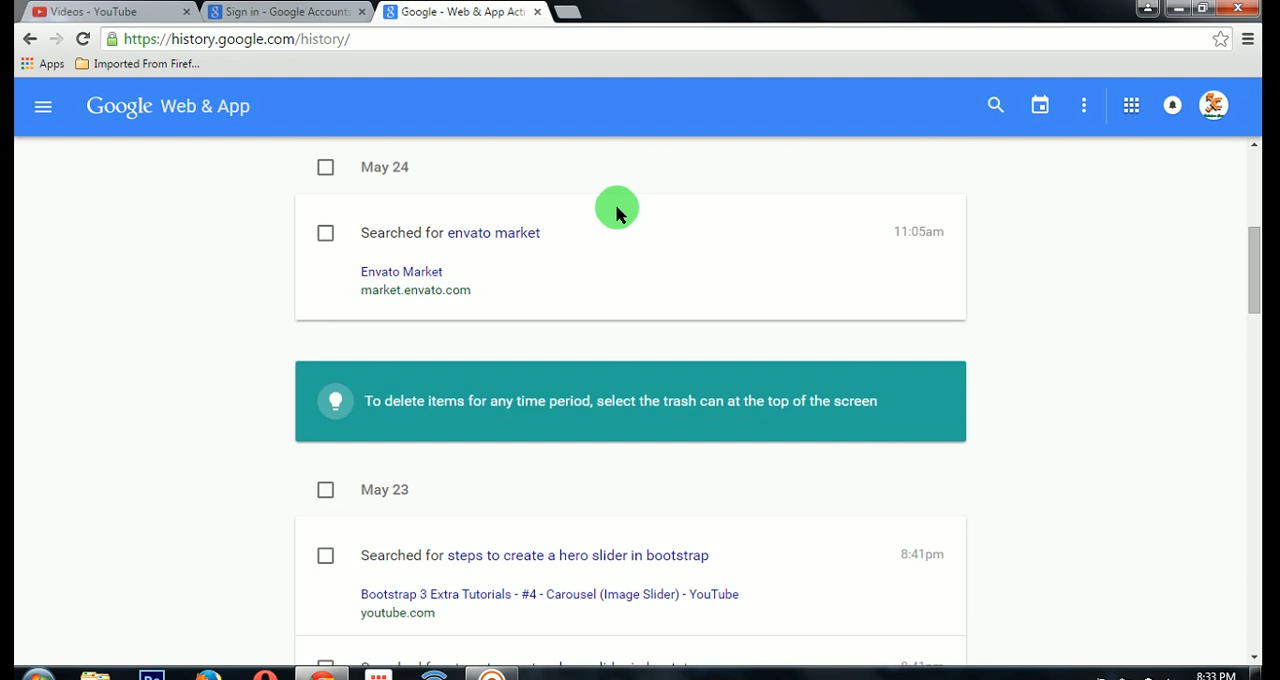 Videos - YouTube
Sign in - Google Accounts
Google - Web & App Acti
https://history.google.com/history/
Apps
Imported From Firef...
Google Web & App
May 24
Searched for envato market
11:05am
Envato Market
market.envato.com
To delete items for any time period, select the trash can at the top of the screen
May 23
Searched for steps to create a hero slider in bootstrap
8:41pm
Bootstrap 3 Extra Tutorials - #4 - Carousel (Image Slider) - YouTube
youtube.com
8:41pm
8:33 PM